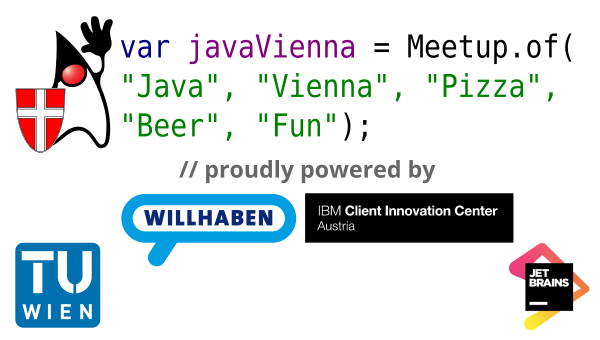 var javaVienna = Meetup.of(
"Java", "Vienna", "Pizza",
"Beer", "Fun");
// proudly powered by
WILLHABEN
IBM Client Innovation Center
Austria
TU
WIEN
JET
BRAINS